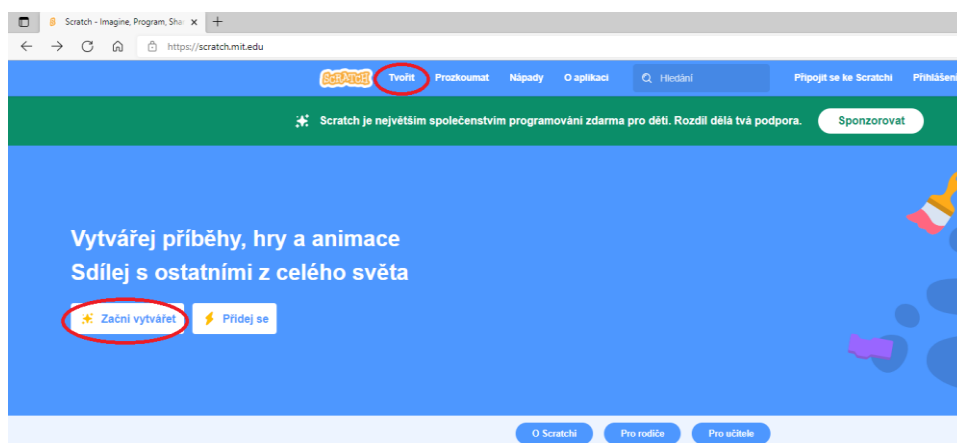 Scratch - Imagine, Program, Shar
https://scratch.mit.edu
SCRATCH Tvořit Prozkoumat Nápady O aplikaci Hledání Připojit se ke Scratchi Přihlášení
Scratch je největším společenstvím programování zdarma pro děti. Rozdíl dělá tvá podpora. Sponzorovat
Vytvářej příběhy, hry a animace
Sdílej s ostatními z celého světa
Začni vytvářet Přidej se
O Scratchi Pro rodiče Pro učitele